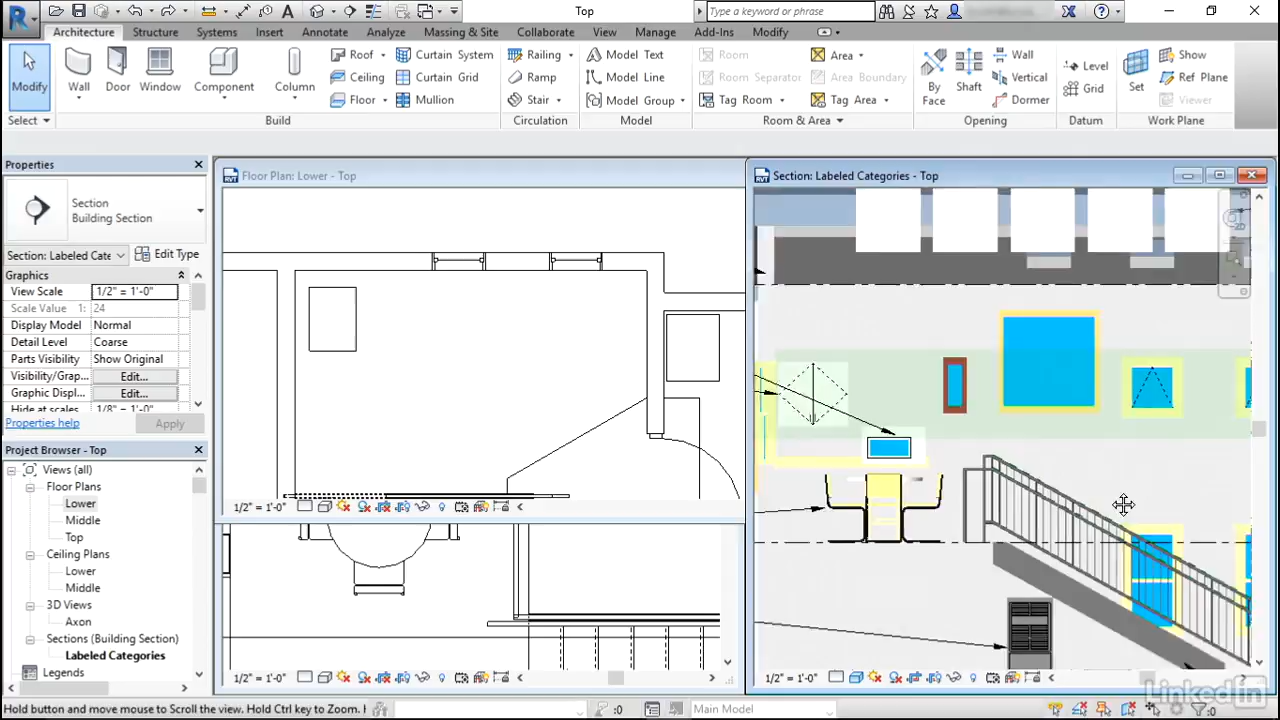 Top
Type a keyword or phrase...
Architecture Structure Systems Insert Annotate Analyze Massing & Site Collaborate View Manage Add-Ins Modify
Modify
Wall
Door
Window
Component
Column
Roof
Ceiling
Floor
Curtain System
Curtain Grid
Mullion
Railing
Ramp
Stair
Model Text
Model Line
Model Group
Room
Room Separator
Tag Room
Area
Area Boundary
Tag Area
By
Face
Shaft
Wall
Vertical
Dormer
Level
Grid
Set
Show
Ref Plane
Viewer
Select Build Circulation Model Room & Area Opening Datum Work Plane
Properties
Section
Building Section
Section: Labeled Cate Edit Type
Graphics
View Scale 1/2" = 1'-0"
Scale Value 1: 24
Display Model Normal
Detail Level Coarse
Parts Visibility Show Original
Visibility/Grap... Edit...
Graphic Displ... Edit...
Hide at scales 1/8" = 1'-0"
Properties help Apply
Project Browser - Top
Views (all)
Floor Plans
Lower
Middle
Top
Ceiling Plans
Lower
Middle
3D Views
Axon
Sections (Building Section)
Labeled Categories
Legends
Floor Plan: Lower - Top
1/2" = 1'-0"
1/2" = 1'-0"
Section: Labeled Categories - Top
2D
1/2" = 1'-0"
Hold button and move mouse to Scroll the view. Hold Ctrl key to Zoom. H
:0
Main Model
:0
LinkedIn